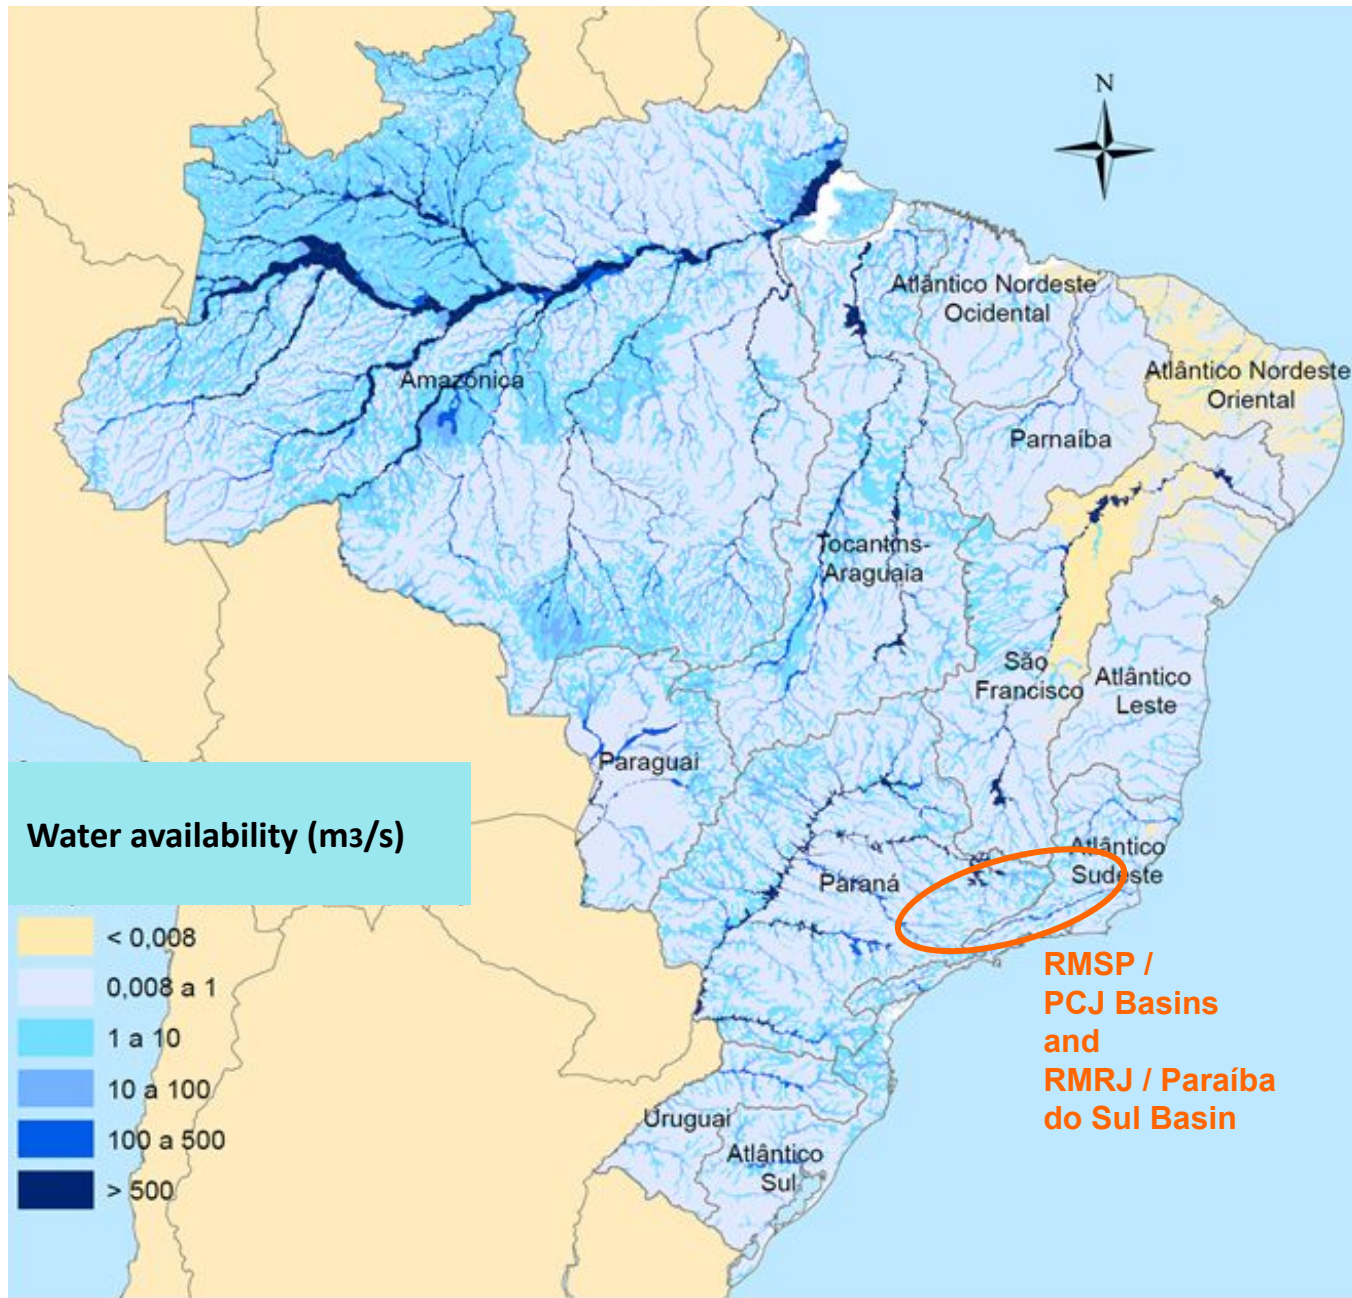 N
Atlântico Nordeste
Ocidental
Atlântico Nordeste
Oriental
Amazônica
Parnaíba
Tocantins-
Araguaia
São
Francisco
Atlântico
Leste
Paraguai
Water availability (m3/s)
Atlântico
Sudeste
Paraná
< 0,008
0,008 a 1
1 a 10
10 a 100
100 a 500
> 500
RMSP /
PCJ Basins
and
RMRJ / Paraíba
do Sul Basin
Uruguai
Atlântico
Sul